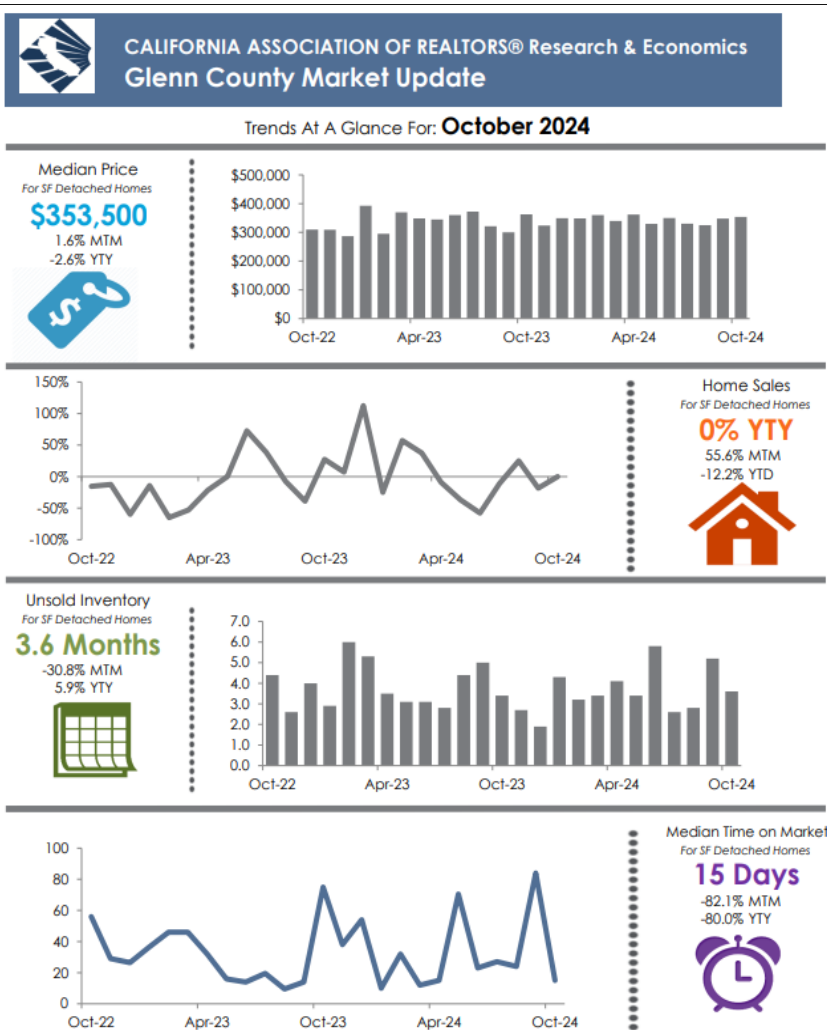 CALIFORNIA ASSOCIATION OF REALTORS® Research & Economics
Glenn County Market Update
Trends At A Glance For: October 2024
Median Price
For SF Detached Homes
$353,500
1.6% MTM
-2.6% YTY
$
$500,000
$400,000
$300,000
$200,000
$100,000
$0
Oct-22 Apr-23 Oct-23 Apr-24 Oct-24
150%
100%
50%
0%
-50%
-100%
Oct-22 Apr-23 Oct-23 Apr-24 Oct-24
Home Sales
For SF Detached Homes
0% YTY
55.6% MTM
-12.2% YTD
Unsold Inventory
For SF Detached Homes
3.6 Months
-30.8% MTM
5.9% YTY
7.0
6.0
5.0
4.0
3.0
2.0
1.0
0.0
Oct-22 Apr-23 Oct-23 Apr-24 Oct-24
100
80
60
40
20
0
Oct-22 Apr-23 Oct-23 Apr-24 Oct-24
Median Time on Market
For SF Detached Homes
15 Days
-82.1% MTM
-80.0% YTY